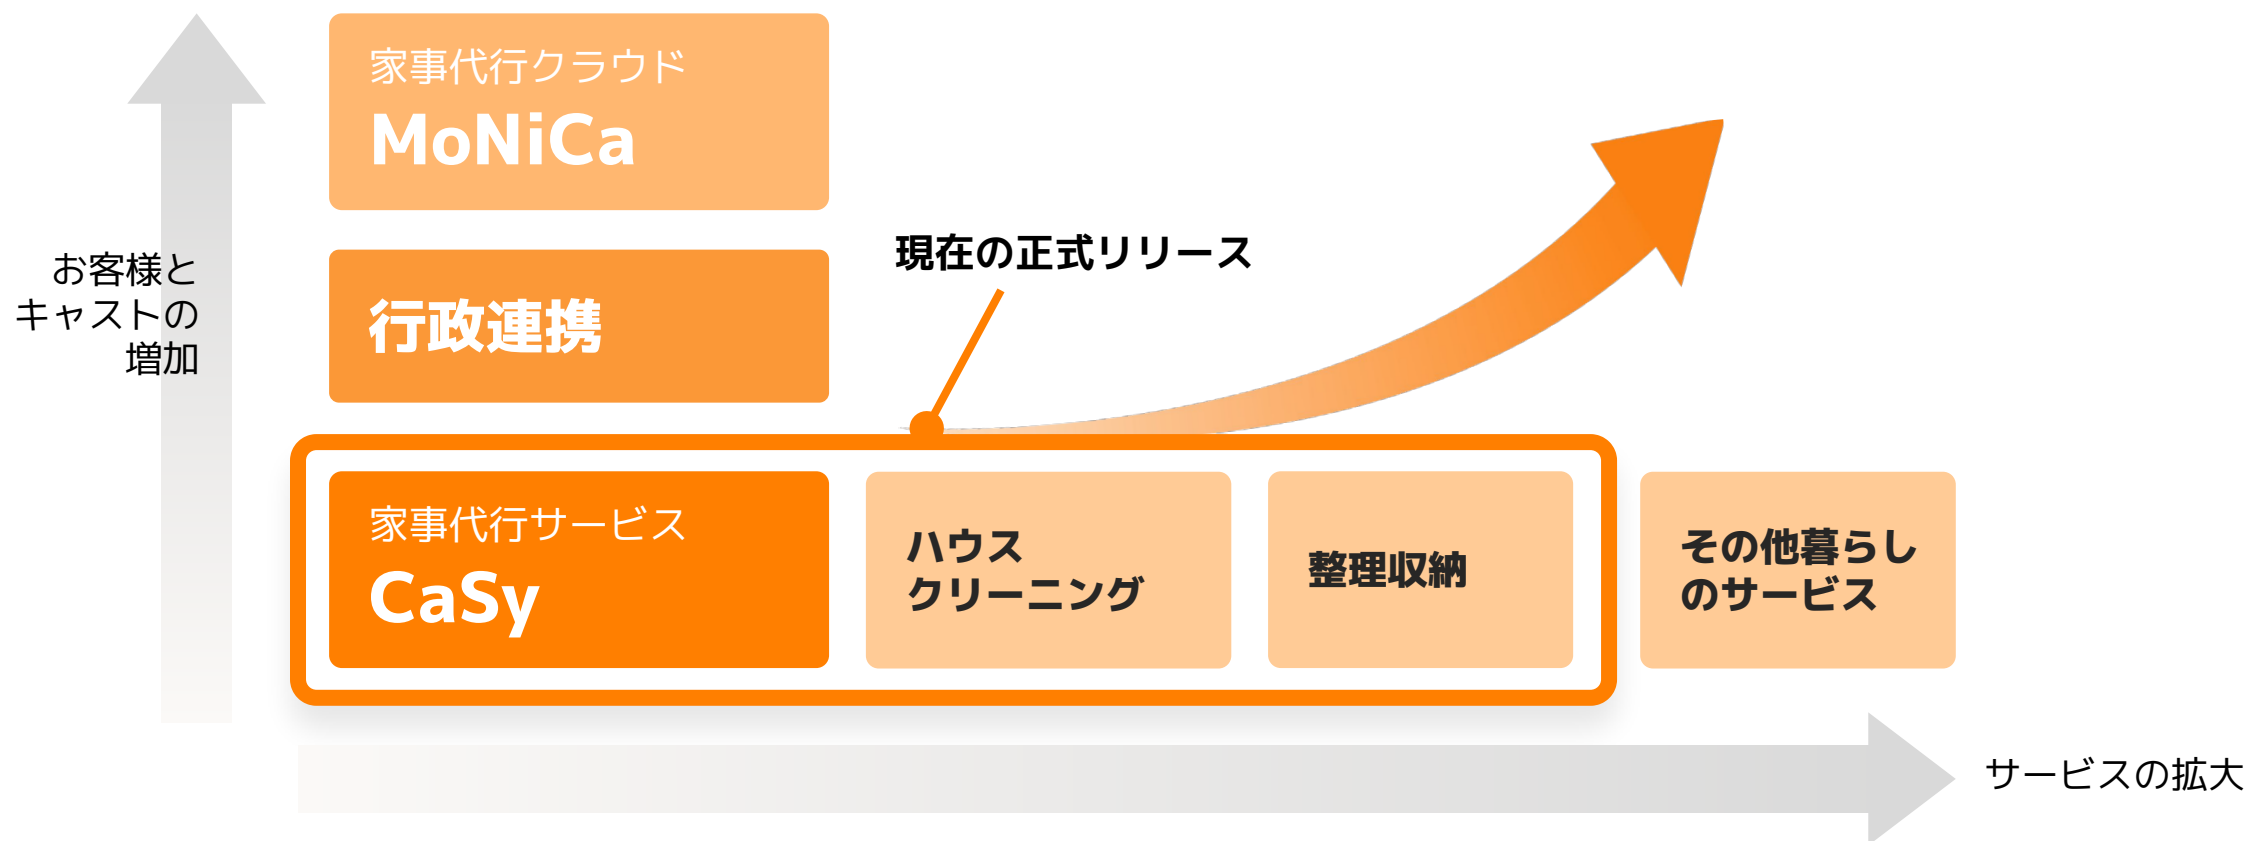 家事代行クラウド
MoNiCa
お客様と
キャストの
増加
行政連携
現在の正式リリース
家事代行サービス
CaSy
ハウス
クリーニング
整理収納
その他暮らし
のサービス
サービスの拡大